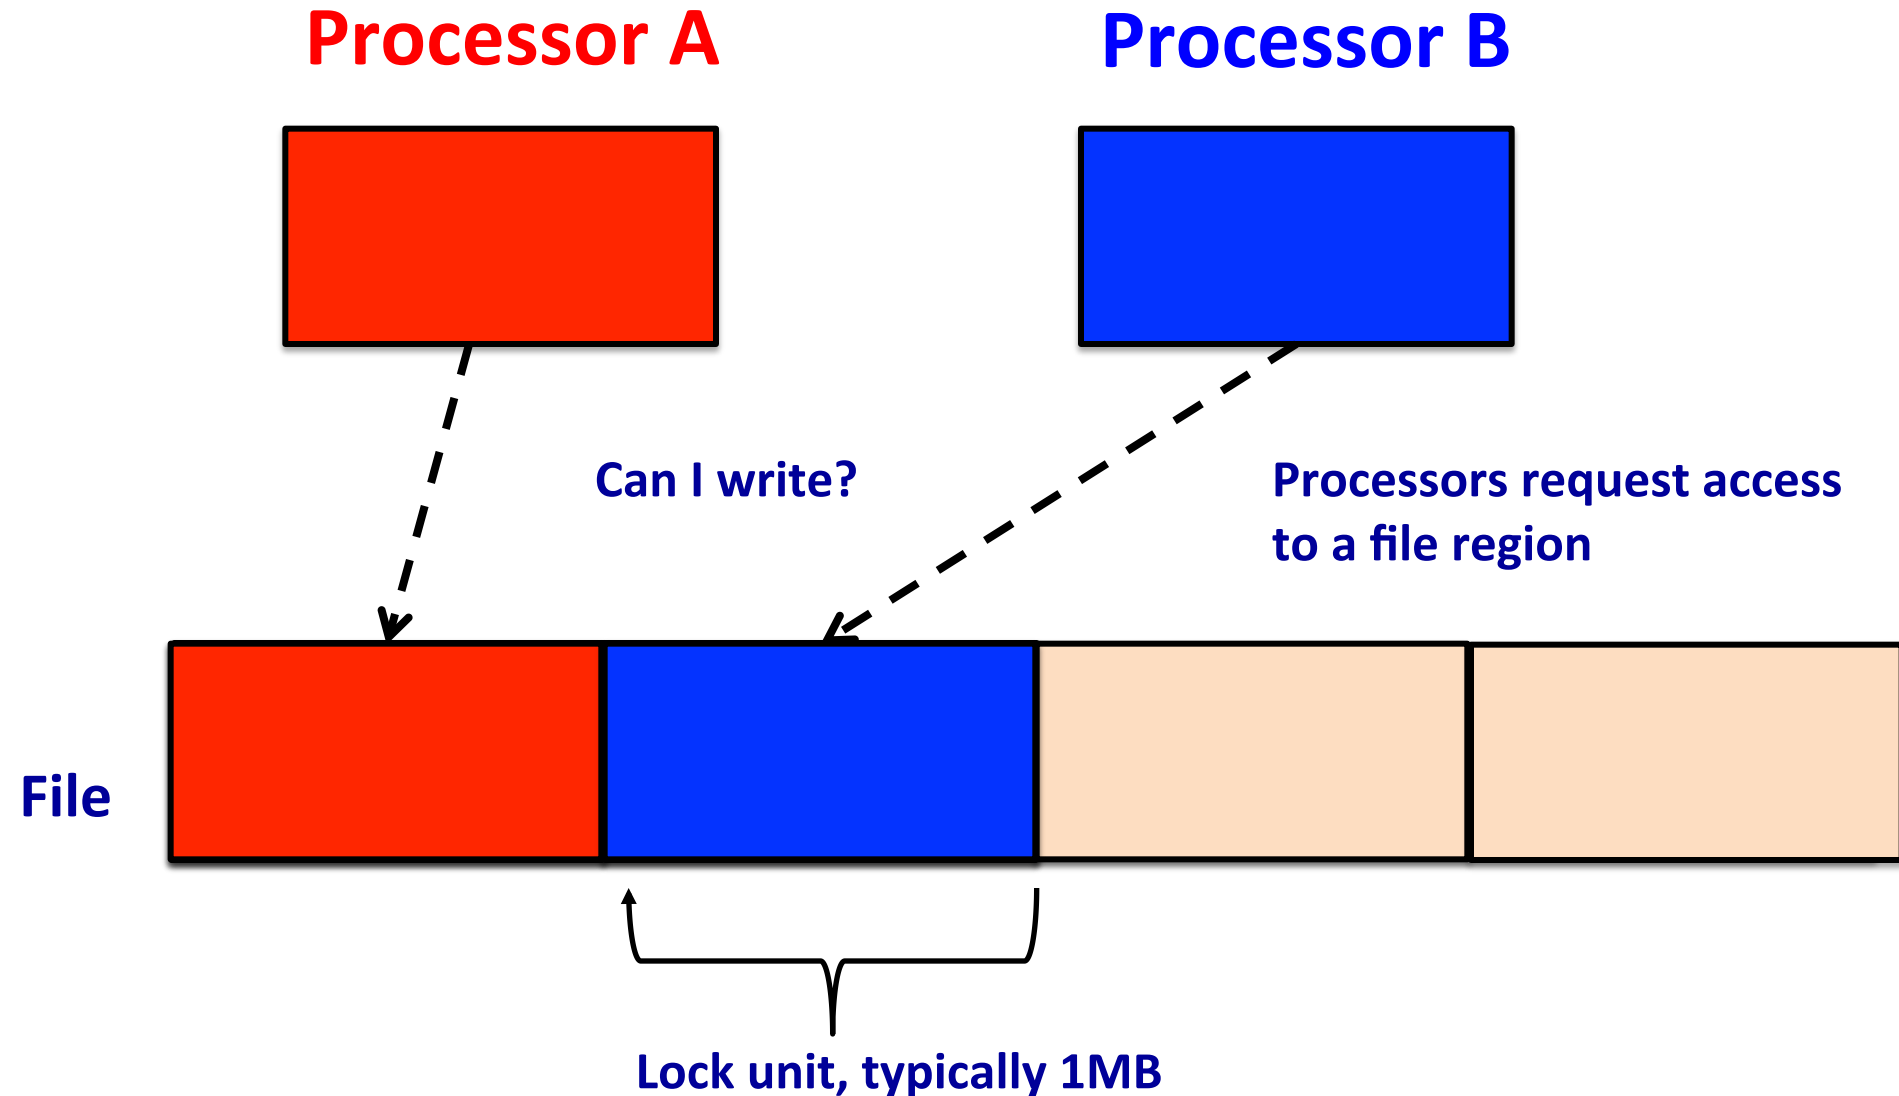 Processor A
Processor B
Can I write?
Processors request access
to a file region
File
Lock unit, typically 1MB